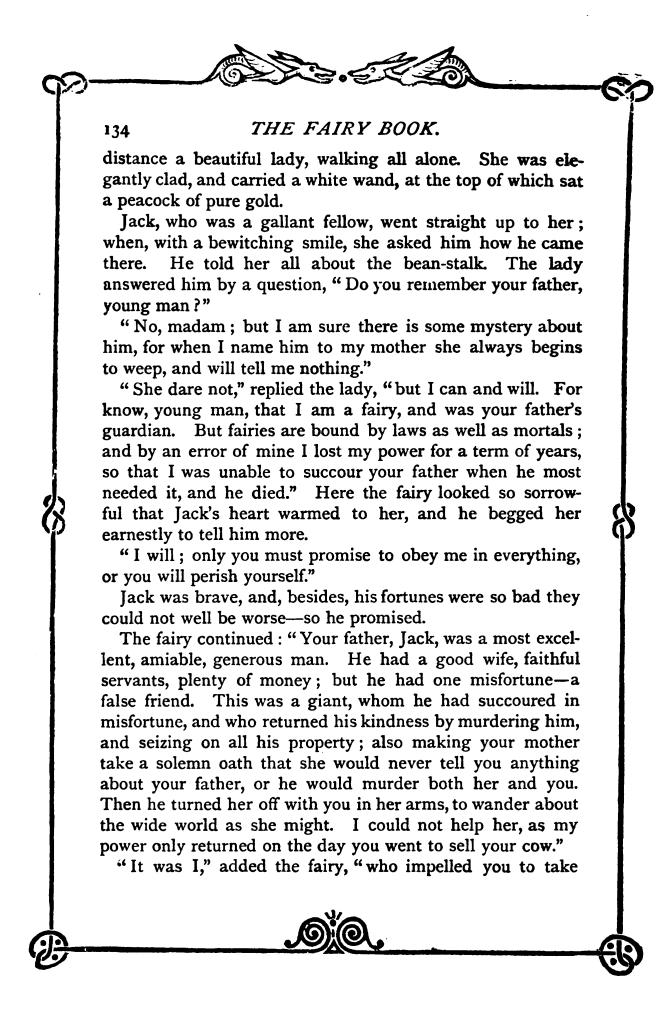 134 THE FAIRY BOOK.
distance a beautiful lady, walking all alone. She was ele-
gantly clad, and carried a white wand, at the top of which sat
a peacock of pure gold.
Jack, who was a gallant fellow, went straight up to her;
when, with a bewitching smile, she asked him how he came
there. He told her all about the bean-stalk. The lady
answered him by a question, “Do you remember your father,
young man?”
“No, madam; but I am sure there is some mystery about
him, for when I name him to my mother she always begins
to weep, and will tell me nothing.”
“She dare not,” replied the lady, “but I can and will. For
know, young man, that I am a fairy, and was your father's
guardian. But fairies are bound by laws as well as mortals;
and by an error of mine I lost my power for a term of years,
so that I was unable to succour your father when he most
needed it, and he died.” Here the fairy looked so sorrow-
ful that Jack's heart warmed to her, and he begged her
earnestly to tell him more.
“I will; only you must promise to obey me in everything,
or you will perish yourself.”
Jack was brave, and, besides, his fortunes were so bad they
could not well be worse—so he promised.
The fairy continued: “Your father, Jack, was a most excel-
lent, amiable, generous man. He had a good wife, faithful
servants, plenty of money; but he had one misfortune—a
false friend. This was a giant, whom he had succoured in
misfortune, and who returned his kindness by murdering him,
and seizing on all his property; also making your mother
take a solemn oath that she would never tell you anything
about your father, or he would murder both her and you.
Then he turned her off with you in her arms, to wander about
the wide world as she might. I could not help her, as my
power only returned on the day you went to sell your cow.”
“It was I,” added the fairy, “who impelled you to take